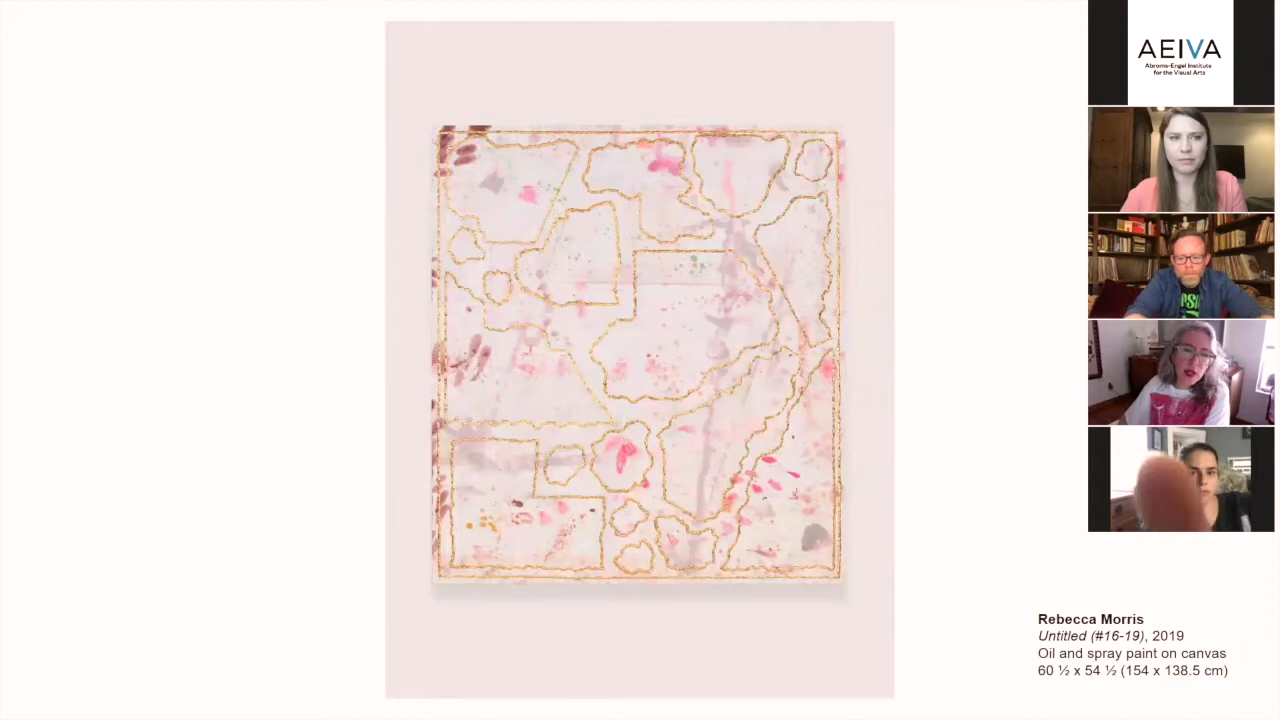 AEIVA
Abroms-Engel Institute
for the Visual Arts
Rebecca Morris
Untitled (#16-19), 2019
Oil and spray paint on canvas
60 ½ x 54 ½ (154 x 138.5 cm)